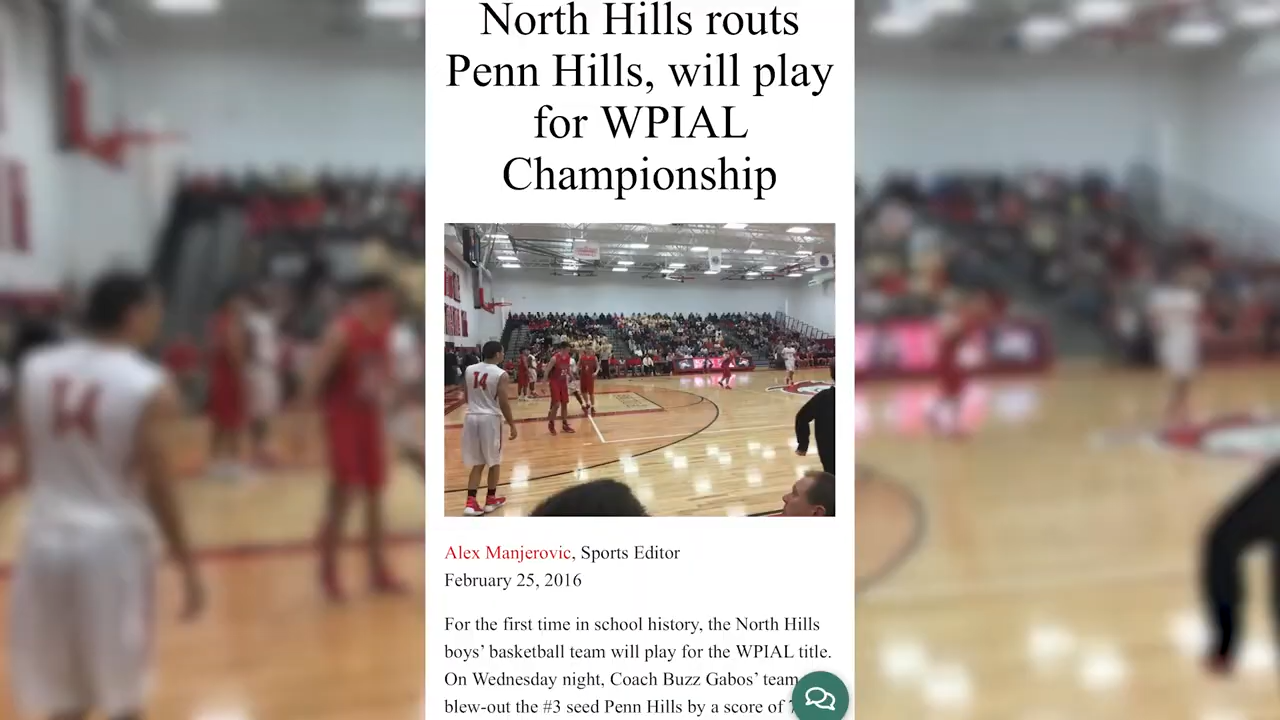 North Hills routs
Penn Hills, will play
for WPIAL
Championship
14
14
Alex Manjerovic, Sports Editor
February 25, 2016
For the first time in school history, the North Hills
boys’ basketball team will play for the WPIAL title.
On Wednesday night, Coach Buzz Gabos’ team
blew-out the #3 seed Penn Hills by a score of